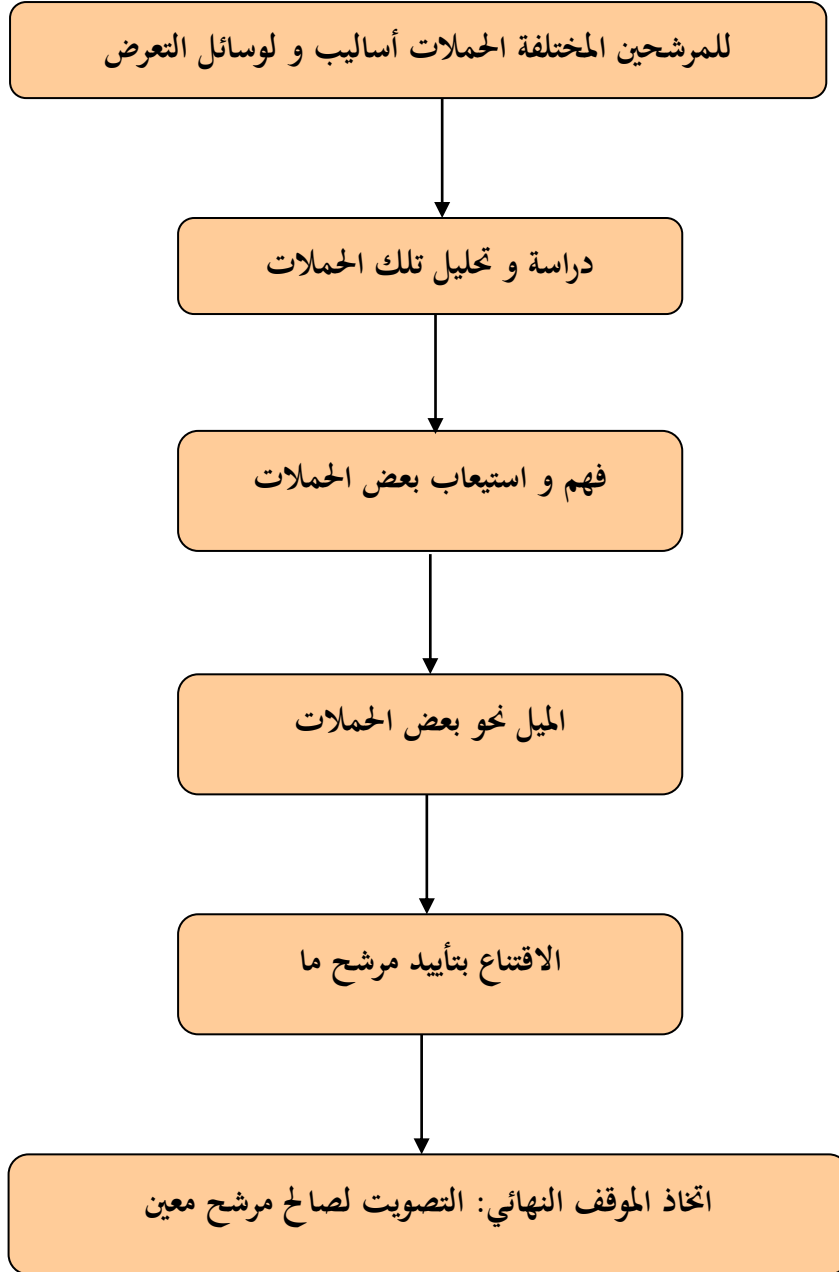 للمرشحين المختلفة الحملات أساليب و لوسائل التعرض
دراسة و تحليل تلك الحملات
فهم و استيعاب بعض الحملات
الميل نحو بعض الحملات
الاقتناع بتأييد مرشح ما
اتخاذ الموقف النهائي: التصويت لصالح مرشح معين